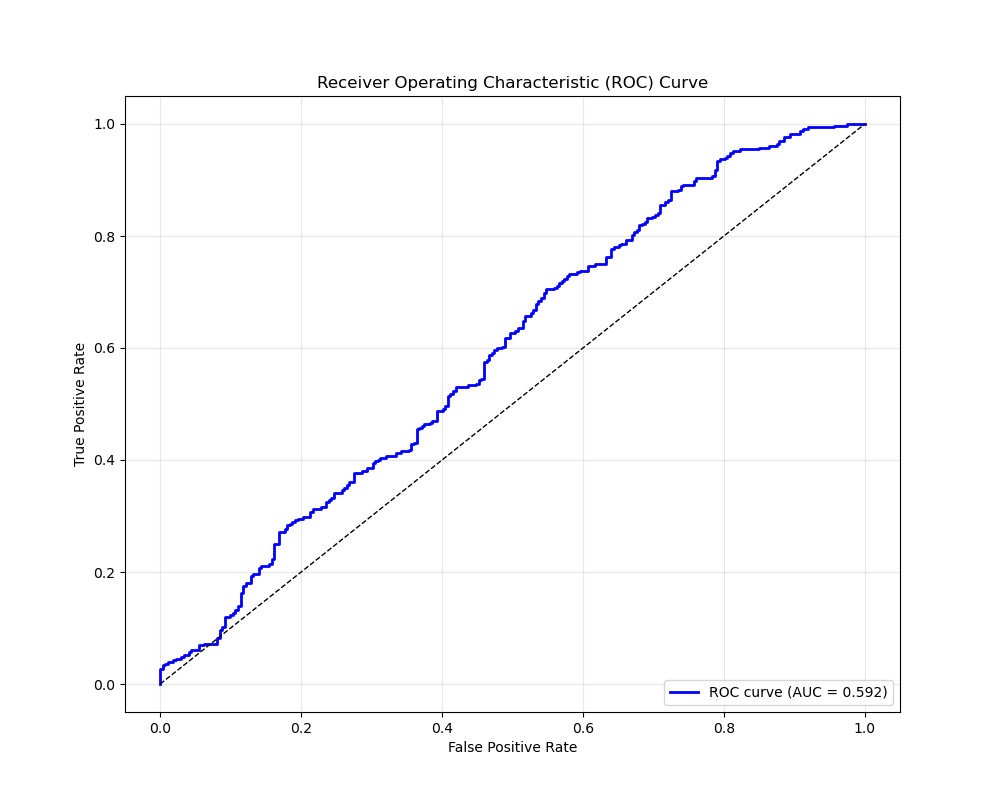 Receiver Operating Characteristic (ROC) Curve
True Positive Rate
1.0
0.8
0.6
0.4
0.2
0.0
0.0 0.2 0.4 0.6 0.8 1.0
False Positive Rate
ROC curve (AUC = 0.592)